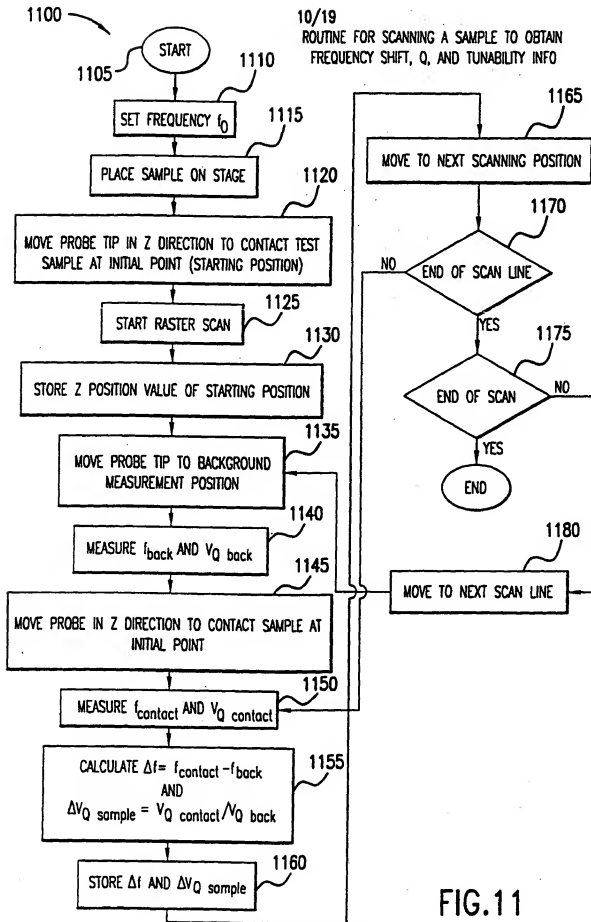 10/19
ROUTINE FOR SCANNING A SAMPLE TO OBTAIN
FREQUENCY SHIFT, Q, AND TUNABILITY INFO
1100
START
1105
1110
SET FREQUENCY f0
1115
PLACE SAMPLE ON STAGE
1120
MOVE PROBE TIP IN Z DIRECTION TO CONTACT TEST
SAMPLE AT INITIAL POINT (STARTING POSITION)
START RASTER SCAN
1125
1130
STORE Z POSITION VALUE OF STARTING POSITION
1135
MOVE PROBE TIP TO BACKGROUND
MEASUREMENT POSITION
1140
MEASURE fback AND VQ back
1145
MOVE PROBE IN Z DIRECTION TO CONTACT SAMPLE AT
INITIAL POINT
1150
MEASURE fcontact AND VQ contact
1155
CALCULATE Δf= fcontact-fback
AND
ΔVQ sample = VQ contact/VQ back
1160
STORE Δf AND ΔVQ sample
1165
MOVE TO NEXT SCANNING POSITION
1170
NO
END OF SCAN LINE
YES
1175
END OF SCAN
NO
YES
END
1180
MOVE TO NEXT SCAN LINE
FIG.11